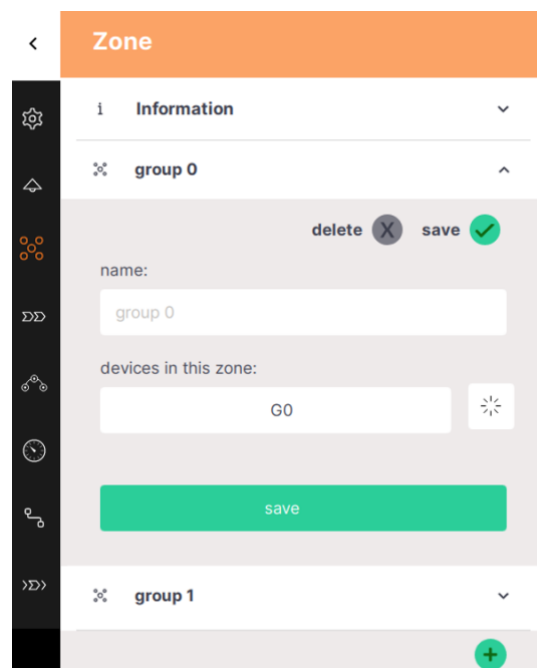 Zone
i Information
group 0
delete X save
name:
group 0
devices in this zone:
G0
save
group 1